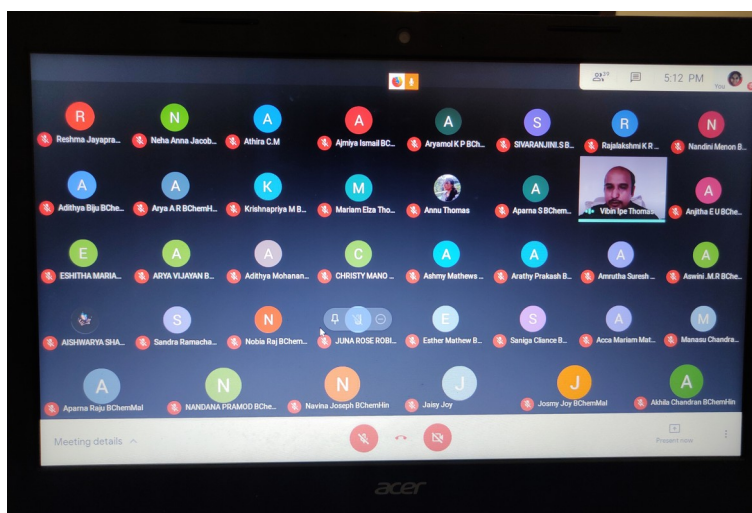 39
5:12 PM
You
R N A A A S R N
Reshma Jayapra... Neha Anna Jacob... Athira C.M Ajmiya Ismail BC... Aryamol K P BCh... SIVARANJINI.S B... Rajalakshmi K R ... Nandini Menon B...
A A K M A A
Adithya Biju BChe... Arya A R BChemH... Krishnapriya M B... Mariam Elza Tho... Annu Thomas Aparna S BChem... Vibin Ipe Thomas Anjitha E U BChe...
E A A C A A A A
ESHITHA MARIA... ARYA VIJAYAN B... Adithya Mohanan... CHRISTY MANO ... Ashmy Mathews ... Arathy Prakash B... Amrutha Suresh ... Aswini .M.R BChe...
S N J E S A M
AISHWARYA SHA... Sandra Ramacha... Nobia Raj BChem... JUNA ROSE ROBI... Esther Mathew B... Saniga Cliance B... Acca Mariam Mat... Manasu Chandra...
A N N J J A
Aparna Raju BChemMal NANDANA PRAMOD BChe... Navina Joseph BChemHin Jaisy Joy Josmy Joy BChemMal Akhila Chandran BChemHin
Meeting details
Present now
acer